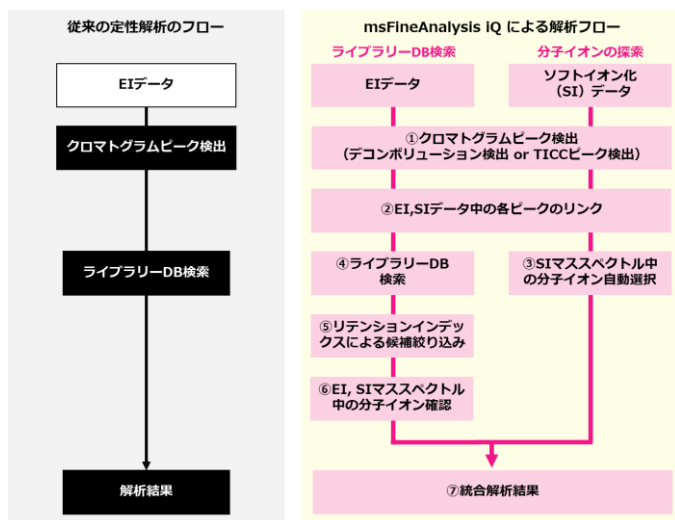 従来の定性解析のフロー
EIデータ
クロマトグラムピーク検出
ライブラリーDB検索
解析結果
msFineAnalysis iQ による解析フロー
ライブラリーDB検索
分子イオンの探索
EIデータ
ソフトイオン化
（SI）データ
①クロマトグラムピーク検出
（デコンボリューション検出 or TICCピーク検出）
②EI,SIデータ中の各ピークのリンク
④ライブラリーDB
検索
③SIマススペクトル中
の分子イオン自動選択
⑤リテンションインデッ
クスによる候補絞り込み
⑥EI, SIマススペクトル
中の分子イオン確認
⑦統合解析結果